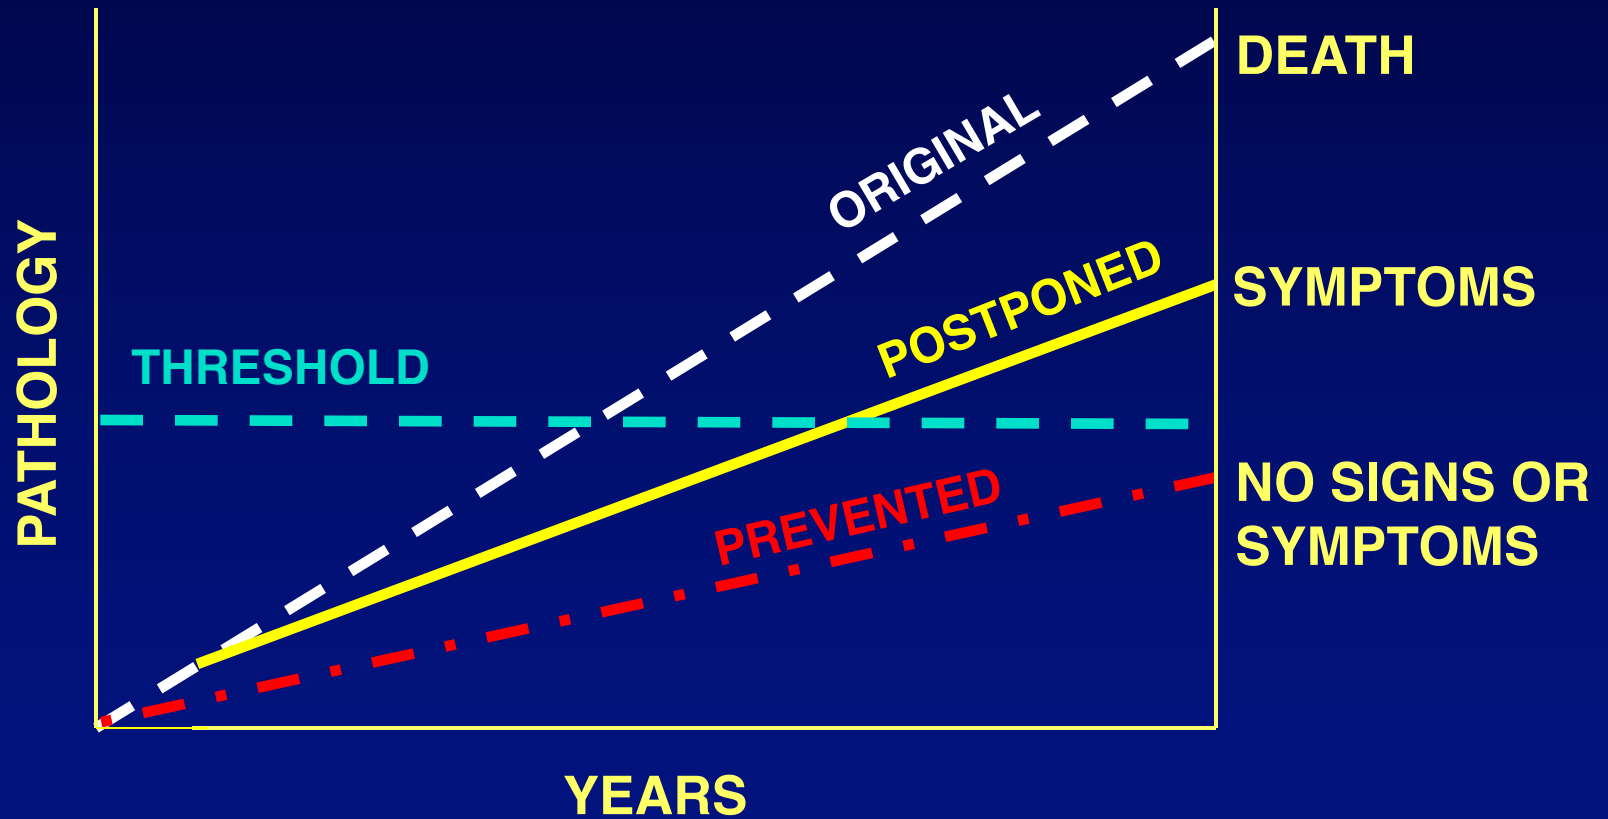 DEATH
ORIGINAL
POSTPONED
SYMPTOMS
THRESHOLD
PATHOLOGY
PREVENTED
NO SIGNS OR
SYMPTOMS
YEARS